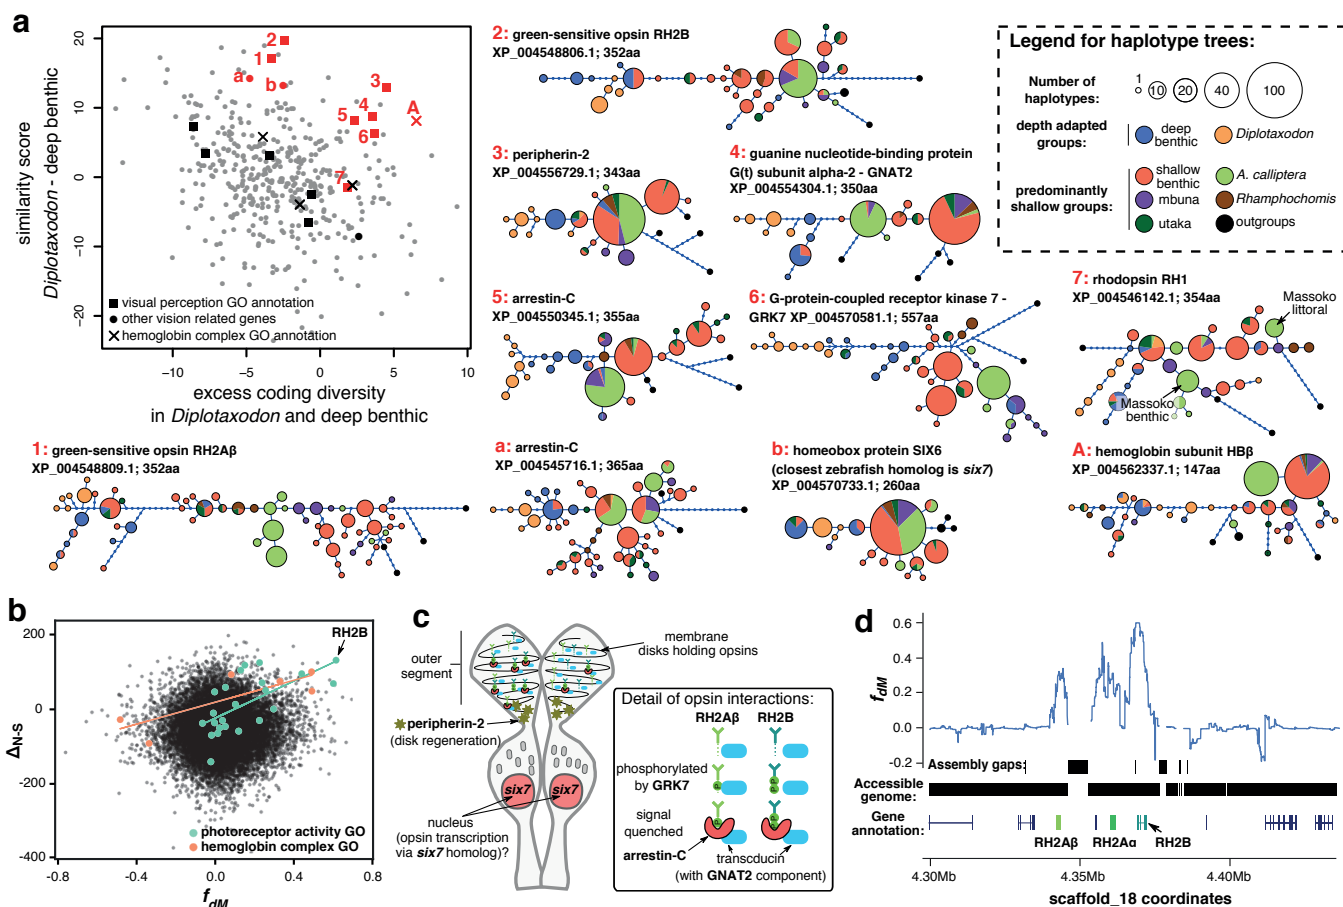 a
similarity score
Diplotaxodon - deep benthic
20
10
0
−10
−20
2
1
a
b
3
4
5
6
7
A
visual perception GO annotation
other vision related genes
hemoglobin complex GO annotation
−10
−5
0
5
10
excess coding diversity
in Diplotaxodon and deep benthic
2: green-sensitive opsin RH2B
XP_004548806.1; 352aa
3: peripherin-2
XP_004556729.1; 343aa
4: guanine nucleotide-binding protein
G(t) subunit alpha-2 - GNAT2
XP_004554304.1; 350aa
Legend for haplotype trees:
Number of
haplotypes:
1
10
20
40
100
depth adapted
groups:
deep
benthic
Diplotaxodon
predominantly
shallow groups:
shallow
benthic
A. calliptera
mbuna
Rhamphochomis
utaka
outgroups
5: arrestin-C
XP_004550345.1; 355aa
6: G-protein-coupled receptor kinase 7 -
GRK7 XP_004570581.1; 557aa
7: rhodopsin RH1
XP_004546142.1; 354aa
Massoko
littoral
Massoko
benthic
1: green-sensitive opsin RH2Aβ
XP_004548809.1; 352aa
a: arrestin-C
XP_004545716.1; 365aa
b: homeobox protein SIX6
(closest zebrafish homolog is six7)
XP_004570733.1; 260aa
A: hemoglobin subunit HBβ
XP_004562337.1; 147aa
b
ΔN-S
200
0
-200
-400
RH2B
photoreceptor activity GO
hemoglobin complex GO
-0.8
-0.4
0.0
0.4
0.8
fdM
c
outer
segment
membrane
disks holding opsins
peripherin-2
(disk regeneration)
six7
six7
nucleus
(opsin transcription
via six7 homolog)?
Detail of opsin interactions:
RH2Aβ
RH2B
phosphorylated
by GRK7
P
P
signal
quenched
P
P
arrestin-C
transcducin
(with GNAT2 component)
d
fdM
0.6
0.4
0.2
0.0
-0.2
Assembly gaps:
Accessible
genome:
Gene
annotation:
RH2Aβ
RH2Aα
RH2B
4.30Mb
4.35Mb
4.40Mb
scaffold_18 coordinates